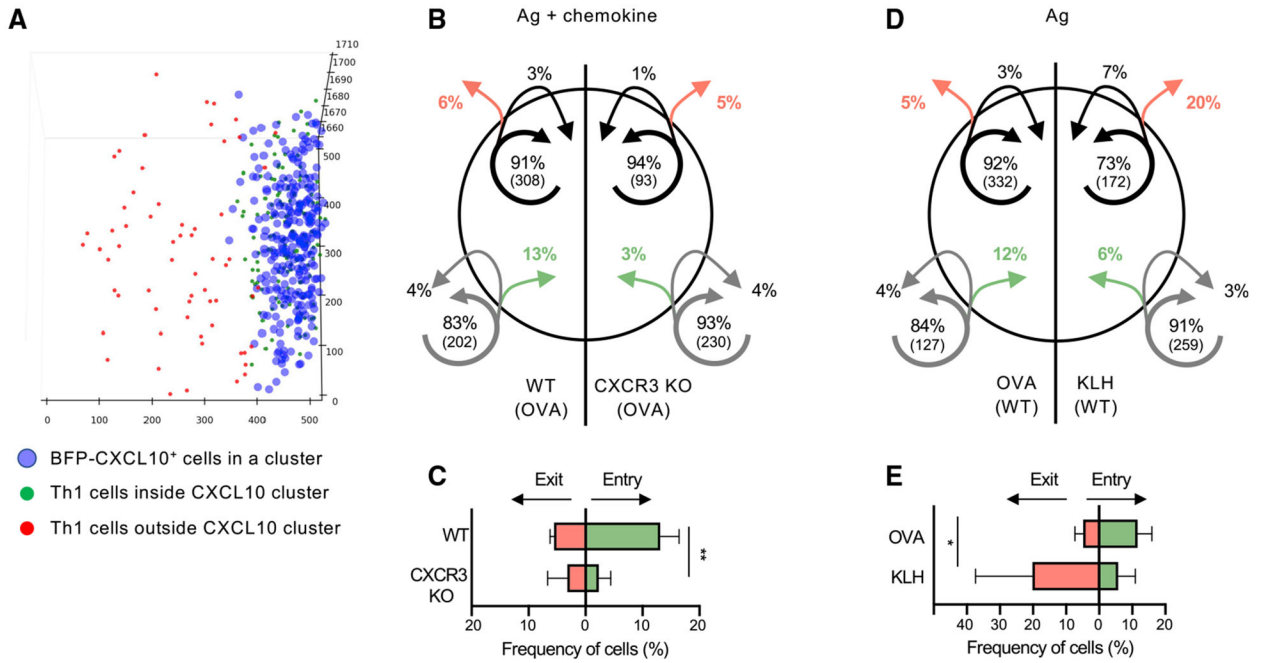 A
1710
1700
1690
1680
1670
1660
500
400
300
200
100
0
0 100 200 300 400 500
BFP-CXCL10⁺ cells in a cluster
Th1 cells inside CXCL10 cluster
Th1 cells outside CXCL10 cluster
B
Ag + chemokine
3% 1%
6% 5%
91% 94%
(308) (93)
13% 3%
4% 4%
83% 93%
(202) (230)
WT CXCR3 KO
(OVA) (OVA)
C
Exit Entry
WT
**
CXCR3
KO
20 10 0 10 20
Frequency of cells (%)
D
Ag
3% 7%
5% 20%
92% 73%
(332) (172)
12% 6%
4% 3%
84% 91%
(127) (259)
OVA KLH
(WT) (WT)
E
Exit Entry
OVA
*
KLH
40 30 20 10 0 10 20
Frequency of cells (%)